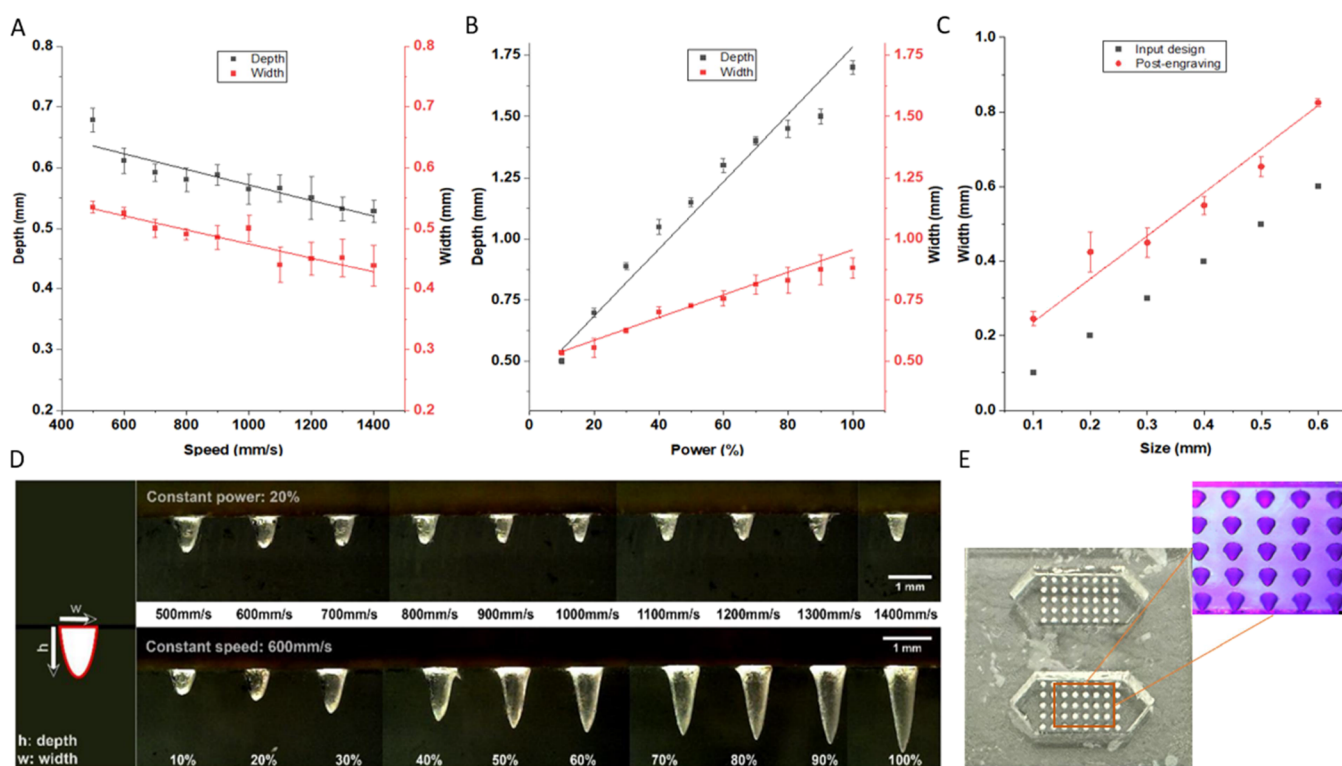 A
B
C
0.8
0.7
0.6
0.5
0.4
0.3
0.2
Depth (mm)
Depth
Width
0.8
0.7
0.6
0.5
0.4
0.3
0.2
Width (mm)
400 600 800 1000 1200 1400
Speed (mm/s)
1.75
1.50
1.25
1.00
0.75
0.50
Depth (mm)
Depth
Width
1.75
1.50
1.25
1.00
0.75
0.50
Width (mm)
20 40 60 80 100
Power (%)
1.0
0.8
0.6
0.4
0.2
0.0
Width (mm)
Input design
Post-engraving
0.1 0.2 0.3 0.4 0.5 0.6
Size (mm)
D
E
w
h
h: depth
w: width
Constant power: 20%
1 mm
500mm/s 600mm/s 700mm/s 800mm/s 900mm/s 1000mm/s 1100mm/s 1200mm/s 1300mm/s 1400mm/s
Constant speed: 600mm/s
1 mm
10% 20% 30% 40% 50% 60% 70% 80% 90% 100%